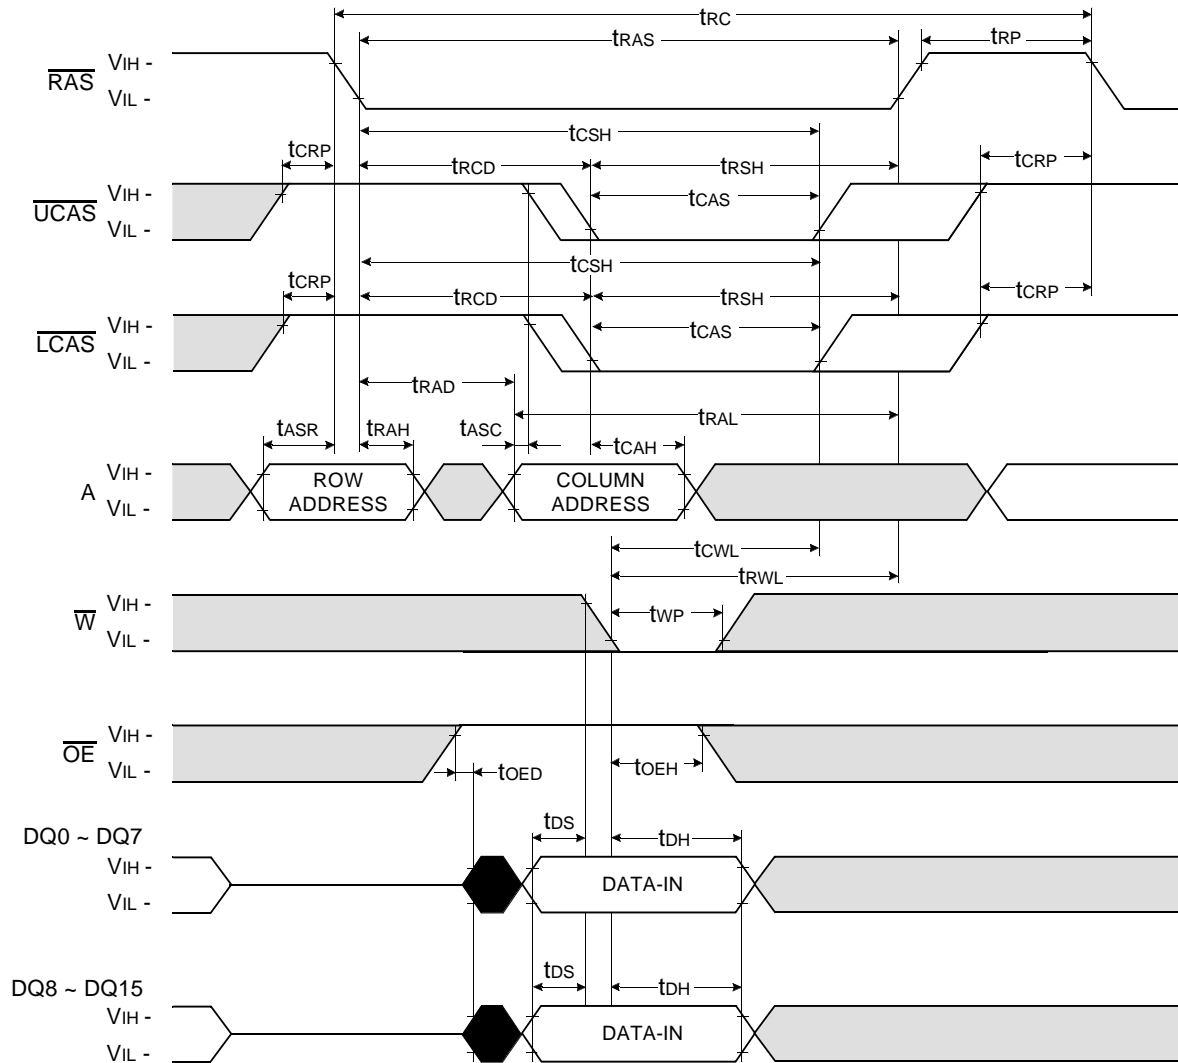 tRC
tRAS
tRP
RAS
VIH -
VIL -
tCSH
tCRP
tRCD
tRSH
tCRP
UCAS
VIH -
VIL -
tCAS
tCSH
tCRP
tRCD
tRSH
tCRP
LCAS
VIH -
VIL -
tCAS
tRAD
tRAL
tASR
tRAH
tASC
tCAH
A
VIH -
VIL -
ROW
ADDRESS
COLUMN
ADDRESS
tCWL
tRWL
W
VIH -
VIL -
tWP
OE
VIH -
VIL -
tOED
tOEH
DQ0 ~ DQ7
VIH -
VIL -
tDS
tDH
DATA-IN
DQ8 ~ DQ15
VIH -
VIL -
tDS
tDH
DATA-IN